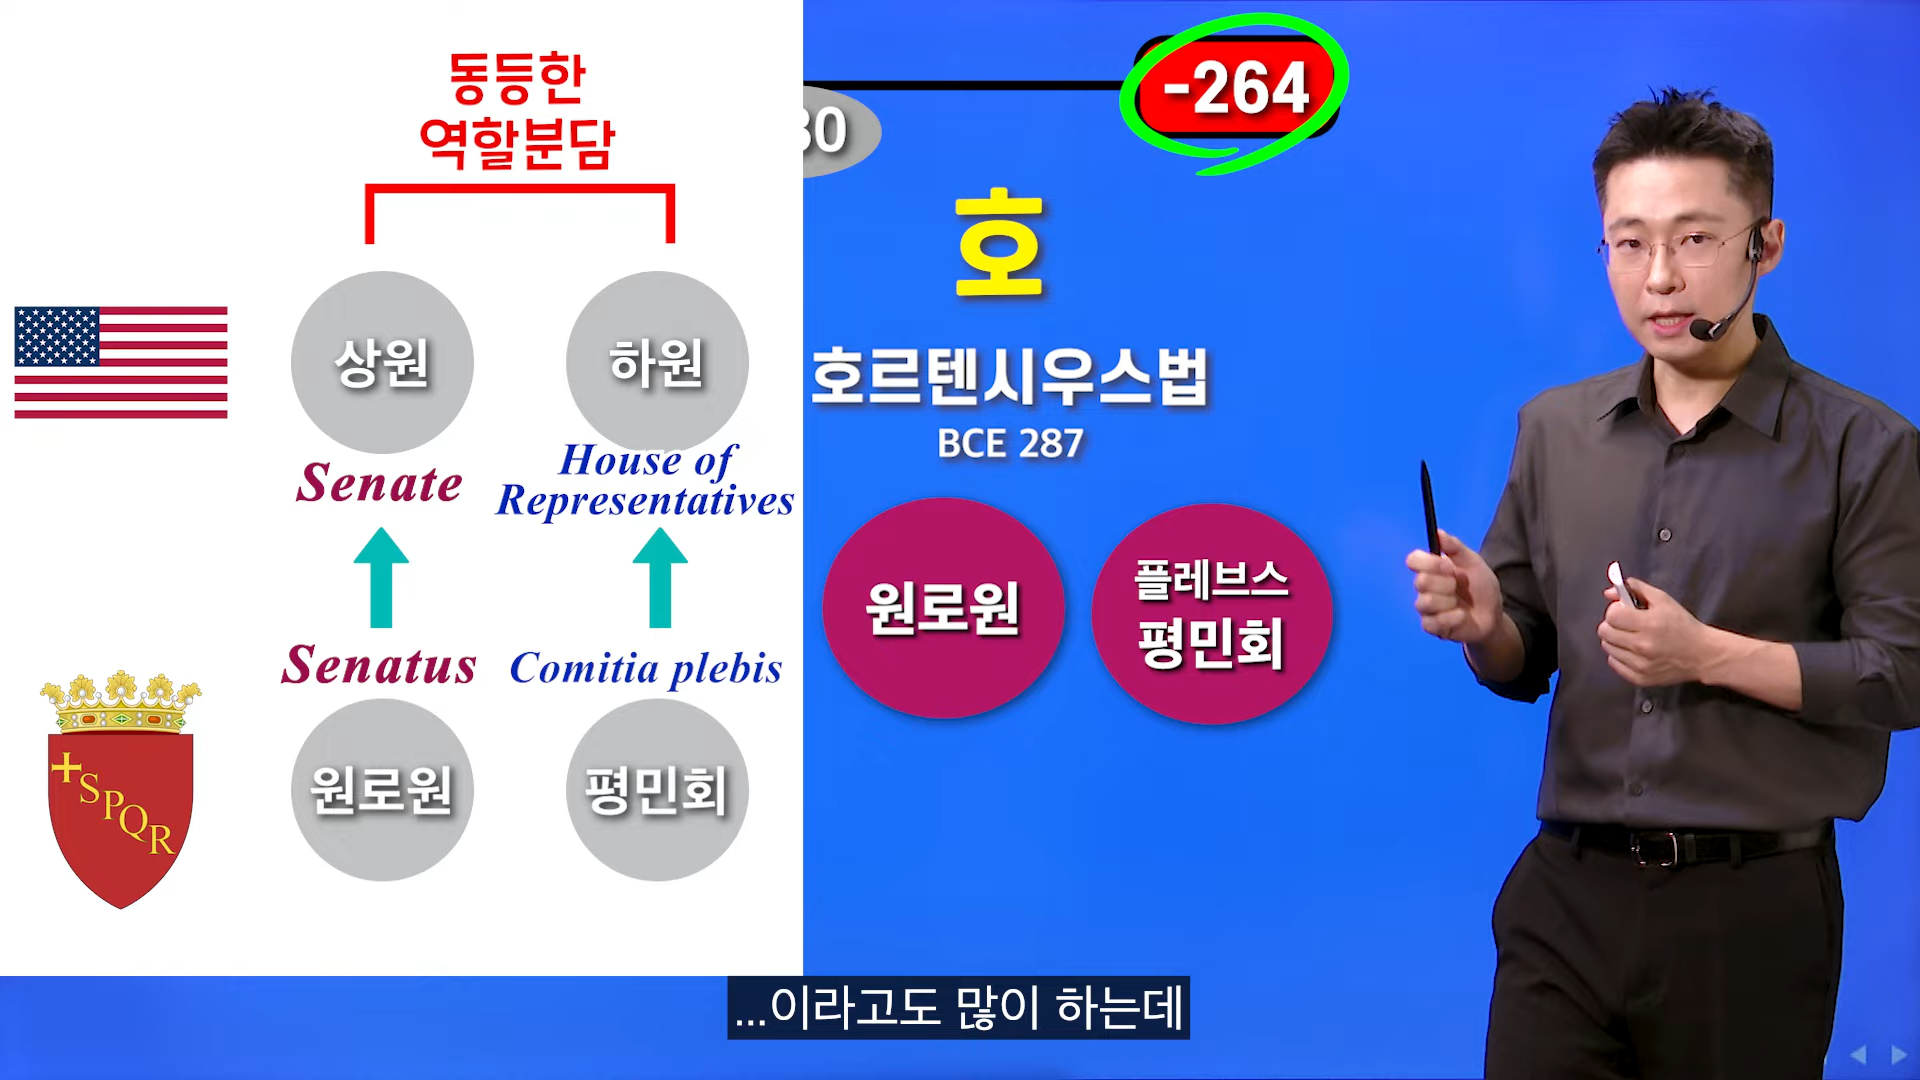 동등한
역할분담
상원
하원
Senate
House of
Representatives
Senatus
Comitia plebis
원로원
평민회
SPQR
30
-264
호
호르텐시우스법
BCE 287
원로원
플레브스
평민회
...이라고도 많이 하는데